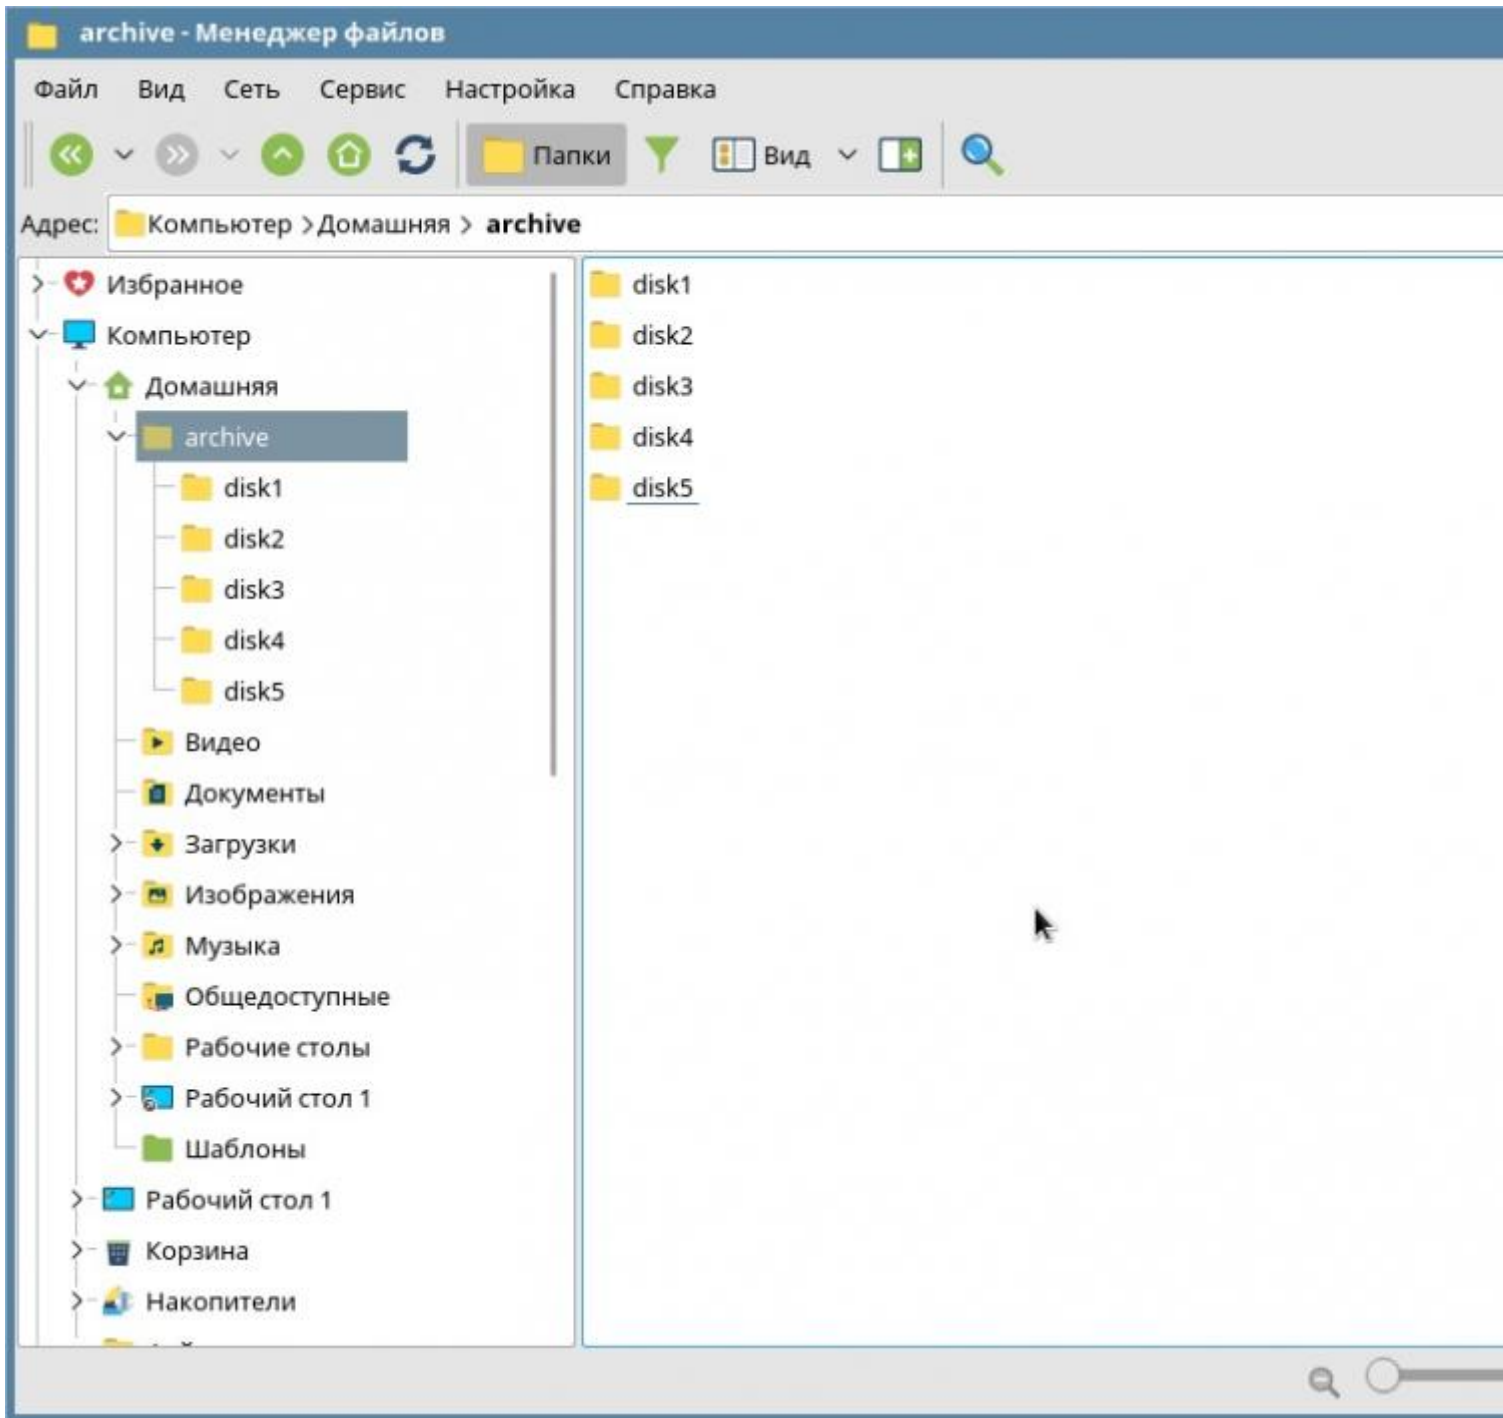 archive - Менеджер файлов
Файл Вид Сеть Сервис Настройка Справка
Папки Вид
Адрес: Компьютер > Домашняя > archive
Избранное
Компьютер
Домашняя
archive
disk1
disk2
disk3
disk4
disk5
Видео
Документы
Загрузки
Изображения
Музыка
Общедоступные
Рабочие столы
Рабочий стол 1
Шаблоны
Рабочий стол 1
Корзина
Накопители
disk1
disk2
disk3
disk4
disk5